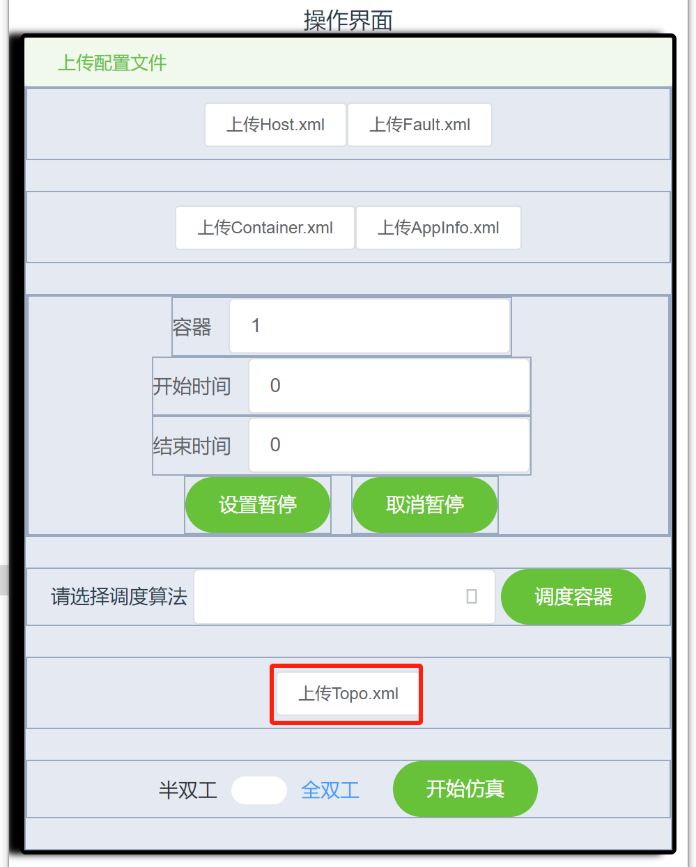 操作界面
上传配置文件
上传Host.xml 上传Fault.xml
上传Container.xml 上传AppInfo.xml
容器 1
开始时间 0
结束时间 0
设置暂停 取消暂停
请选择调度算法 调度容器
上传Topo.xml
半双工 全双工 开始仿真